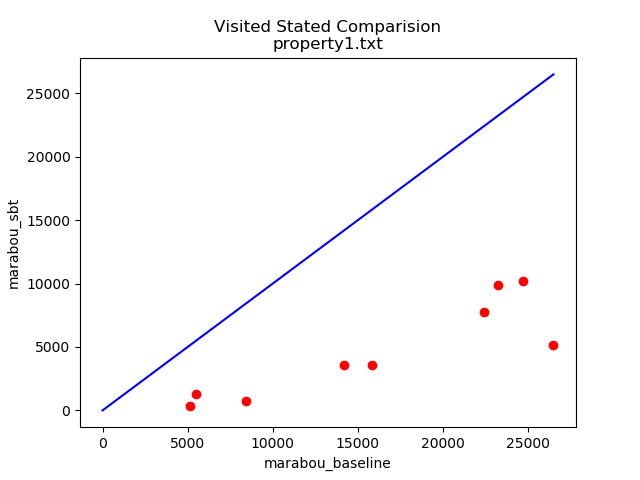 Visited Stated Comparision
property1.txt
25000
20000
15000
10000
5000
0
marabou_sbt
0 5000 10000 15000 20000 25000
marabou_baseline